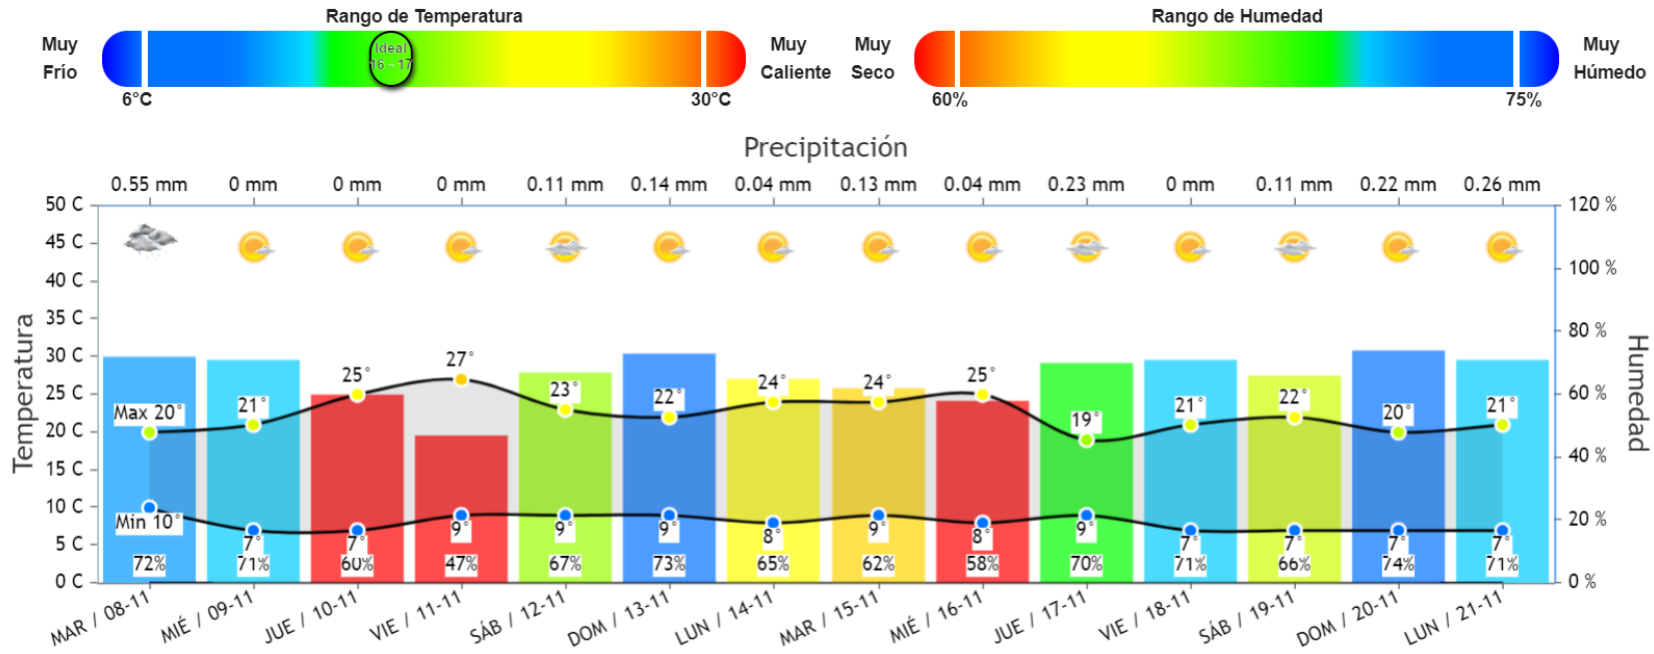 Rango de Temperatura
Rango de Humedad
Muy
Frío
Ideal
16 - 17
Muy
Caliente
Muy
Seco
Muy
Húmedo
6°C
30°C
60%
75%
Precipitación
0.55 mm 0 mm 0 mm 0 mm 0.11 mm 0.14 mm 0.04 mm 0.13 mm 0.04 mm 0.23 mm 0 mm 0.11 mm 0.22 mm 0.26 mm
50 C
45 C
40 C
35 C
30 C
25 C
20 C
15 C
10 C
5 C
0 C
Temperatura
120 %
100 %
80 %
60 %
40 %
20 %
0 %
Humedad
Max 20° 21° 25° 27° 23° 22° 24° 24° 25° 19° 21° 22° 20° 21°
Min 10° 7° 7° 9° 9° 9° 8° 9° 8° 9° 7° 7° 7° 7°
72% 71% 60% 47% 67% 73% 65% 62% 58% 70% 71% 66% 74% 71%
MAR / 08-11
MIÉ / 09-11
JUE / 10-11
VIE / 11-11
SÁB / 12-11
DOM / 13-11
LUN / 14-11
MAR / 15-11
MIÉ / 16-11
JUE / 17-11
VIE / 18-11
SÁB / 19-11
DOM / 20-11
LUN / 21-11